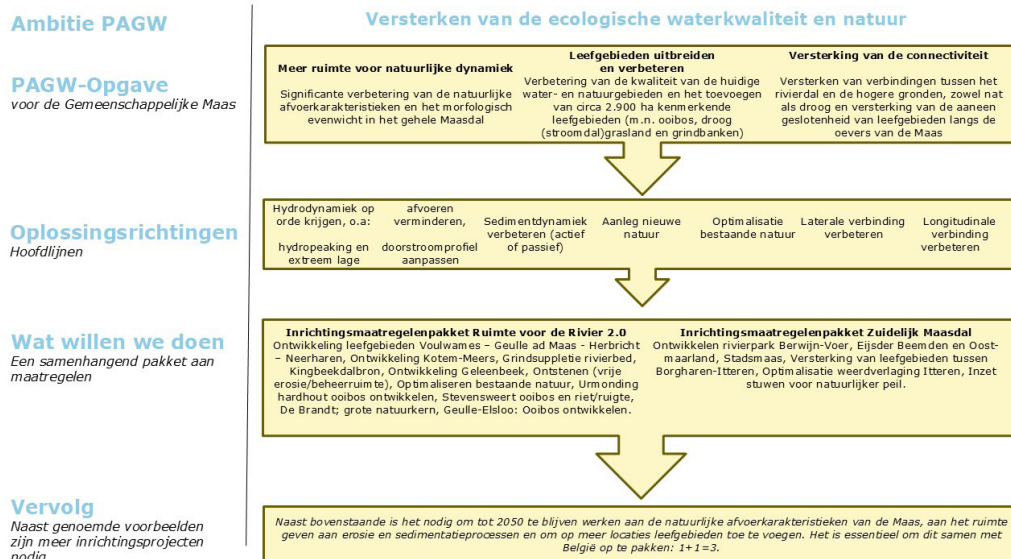 Ambitie PAGW
Versterken van de ecologische waterkwaliteit en natuur
PAGW-Opgave
voor de Gemeenschappelijke Maas
Meer ruimte voor natuurlijke dynamiek
Significante verbetering van de natuurlijke
afvoerkarakteristieken en het morfologisch
evenwicht in het gehele Maasdal
Leefgebieden uitbreiden
en verbeteren
Verbetering van de kwaliteit van de huidige
water- en natuurgebieden en het toevoegen
van circa 2.900 ha kenmerkende
leefgebieden (m.n. ooibos, droog
(stroomdal)grasland en grindbanken)
Versterking van de connectiviteit
Versterken van verbindingen tussen het
rivierdal en de hogere gronden, zowel nat
als droog en versterking van de aaneen
geslotenheid van leefgebieden langs de
oevers van de Maas
Oplossingsrichtingen
Hoofdlijnen
Hydrodynamiek op
orde krijgen, o.a:
hydropeaking en
extreem lage
afvoeren
verminderen,
doorstroomprofiel
aanpassen
Sedimentdynamiek
verbeteren (actief
of passief)
Aanleg nieuwe
natuur
Optimalisatie
bestaande natuur
Laterale verbinding
verbeteren
Longitudinale
verbinding
verbeteren
Wat willen we doen
Een samenhangend pakket aan
maatregelen
Inrichtingsmaatregelenpakket Ruimte voor de Rivier 2.0
Ontwikkeling leefgebieden Voulwames – Geulle ad Maas - Herbricht
– Neerharen, Ontwikkeling Kotem-Meers, Grindsuppletie rivierbed,
Kingbeekdalbron, Ontwikkeling Geleenbeek, Ontstenen (vrije
erosie/beheerruimte), Optimaliseren bestaande natuur, Urmonding
hardhout ooibos ontwikkelen, Stevensweert ooibos en riet/ruigte,
De Brandt; grote natuurkern, Geulle-Elsloo: Ooibos ontwikkelen.
Inrichtingsmaatregelenpakket Zuidelijk Maasdal
Ontwikkelen rivierpark Berwijn-Voer, Eijsder Beemden en Oost-
maarland, Stadsmaas, Versterking van leefgebieden tussen
Borgharen-Itteren, Optimalisatie weerdverlaging Itteren, Inzet
stuwen voor natuurlijker peil.
Vervolg
Naast genoemde voorbeelden
zijn meer inrichtingsprojecten
nodig
Naast bovenstaande is het nodig om tot 2050 te blijven werken aan de natuurlijke afvoerkarakteristieken van de Maas, aan het ruimte
geven aan erosie en sedimentatieprocessen en om op meer locaties leefgebieden toe te voegen. Het is essentieel om dit samen met
België op te pakken: 1+1=3.